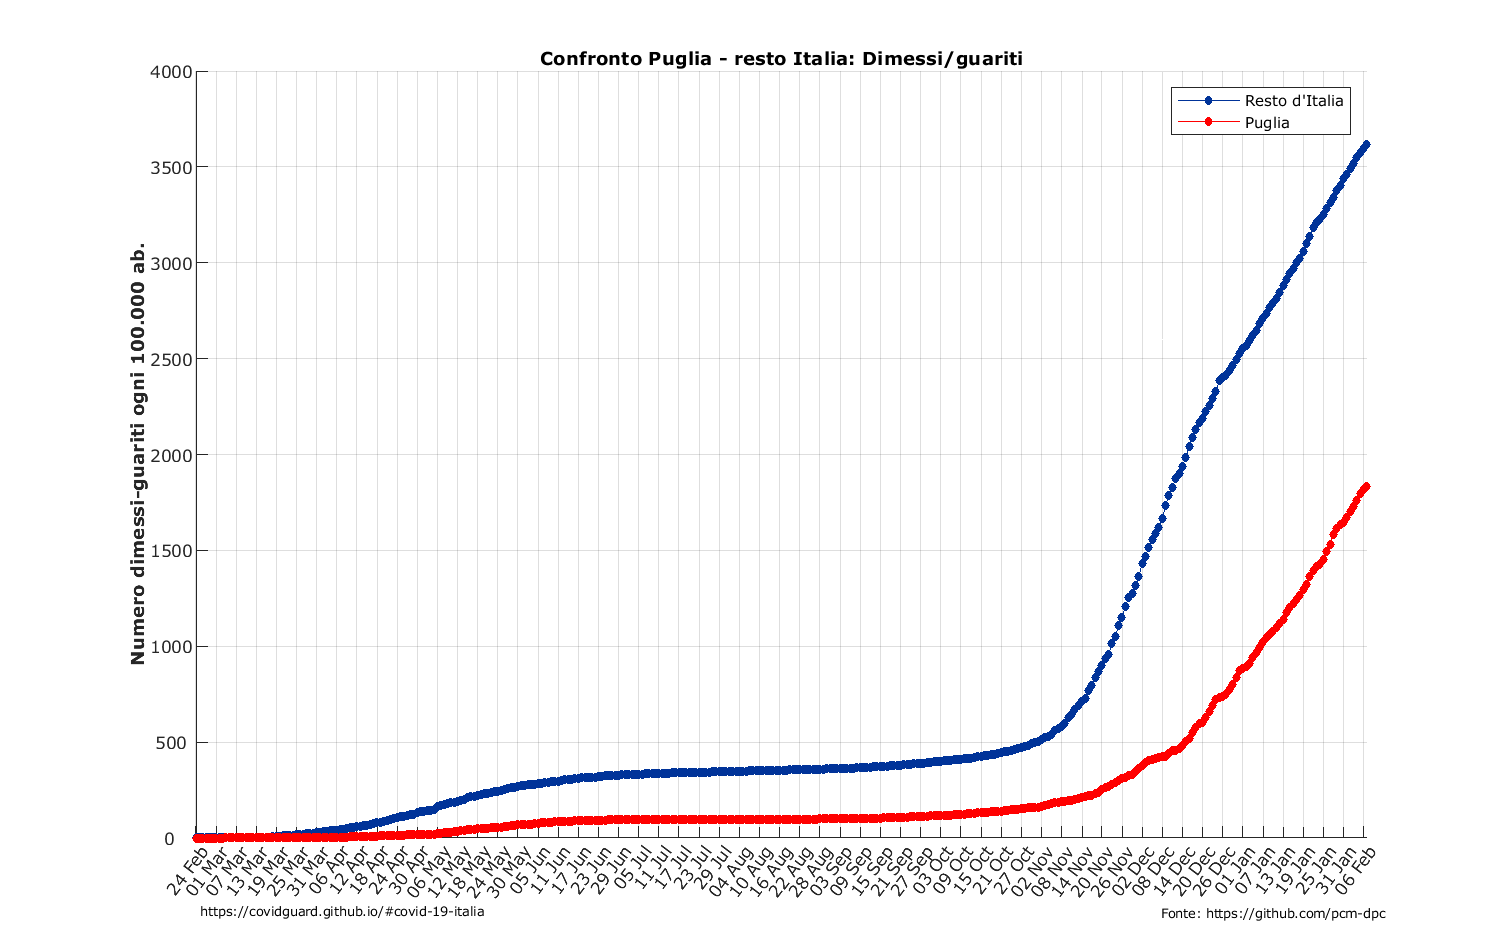 Confronto Puglia - resto Italia: Dimessi/guariti
Resto d'Italia
Puglia
Numero dimessi-guariti ogni 100.000 ab.
4000
3500
3000
2500
2000
1500
1000
500
0
24 Feb
01 Mar
07 Mar
13 Mar
19 Mar
25 Mar
31 Mar
06 Apr
12 Apr
18 Apr
24 Apr
30 Apr
06 May
12 May
18 May
24 May
30 May
05 Jun
11 Jun
17 Jun
23 Jun
29 Jun
05 Jul
11 Jul
17 Jul
23 Jul
29 Jul
04 Aug
10 Aug
16 Aug
22 Aug
28 Aug
03 Sep
09 Sep
15 Sep
21 Sep
27 Sep
03 Oct
09 Oct
15 Oct
21 Oct
27 Oct
02 Nov
08 Nov
14 Nov
20 Nov
26 Nov
02 Dec
08 Dec
14 Dec
20 Dec
26 Dec
01 Jan
07 Jan
13 Jan
19 Jan
25 Jan
31 Jan
06 Feb
https://covidguard.github.io/#covid-19-italia
Fonte: https://github.com/pcm-dpc